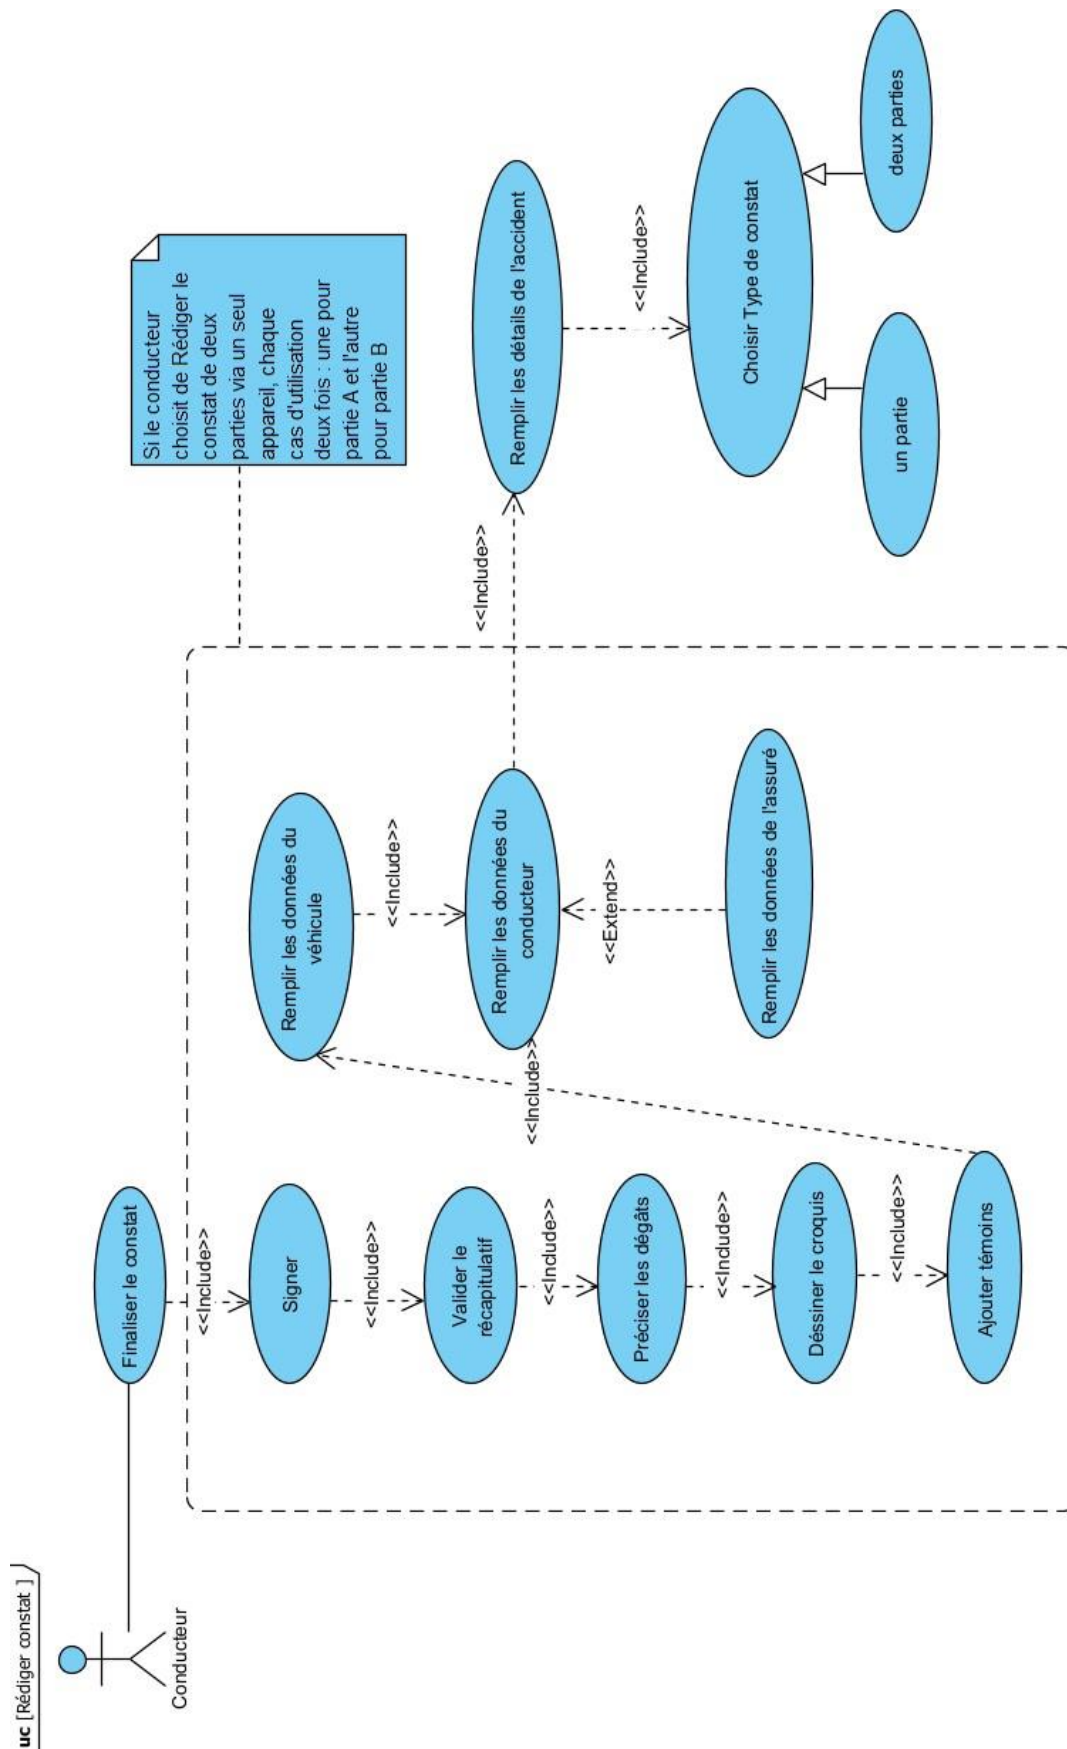 uc [Rédiger constat ]
Conducteur
Finaliser le constat
<<Include>>
Signer
<<Include>>
Valider le
récapitulatif
<<Include>>
Préciser les dégâts
<<Include>>
Déssiner le croquis
<<Include>>
Ajouter témoins
<<Include>>
Remplir les données du
véhicule
<<Include>>
Remplir les données du
conducteur
<<Extend>>
Remplir les données de l'assuré
<<Include>>
Si le conducteur
choisit de Rédiger le
constat de deux
parties via un seul
appareil, chaque
cas d'utilisation
deux fois : une pour
partie A et l'autre
pour partie B
Remplir les détails de l'accident
<<Include>>
Choisir Type de constat
un partie
deux parties